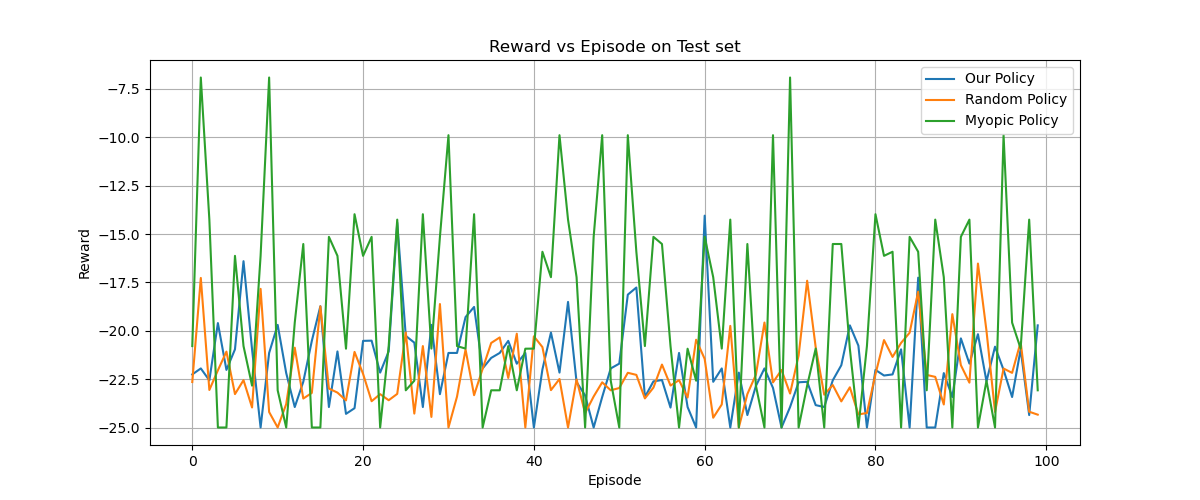 Reward vs Episode on Test set
Reward
−7.5
−10.0
−12.5
−15.0
−17.5
−20.0
−22.5
−25.0
Our Policy
Random Policy
Myopic Policy
0 20 40 60 80 100
Episode